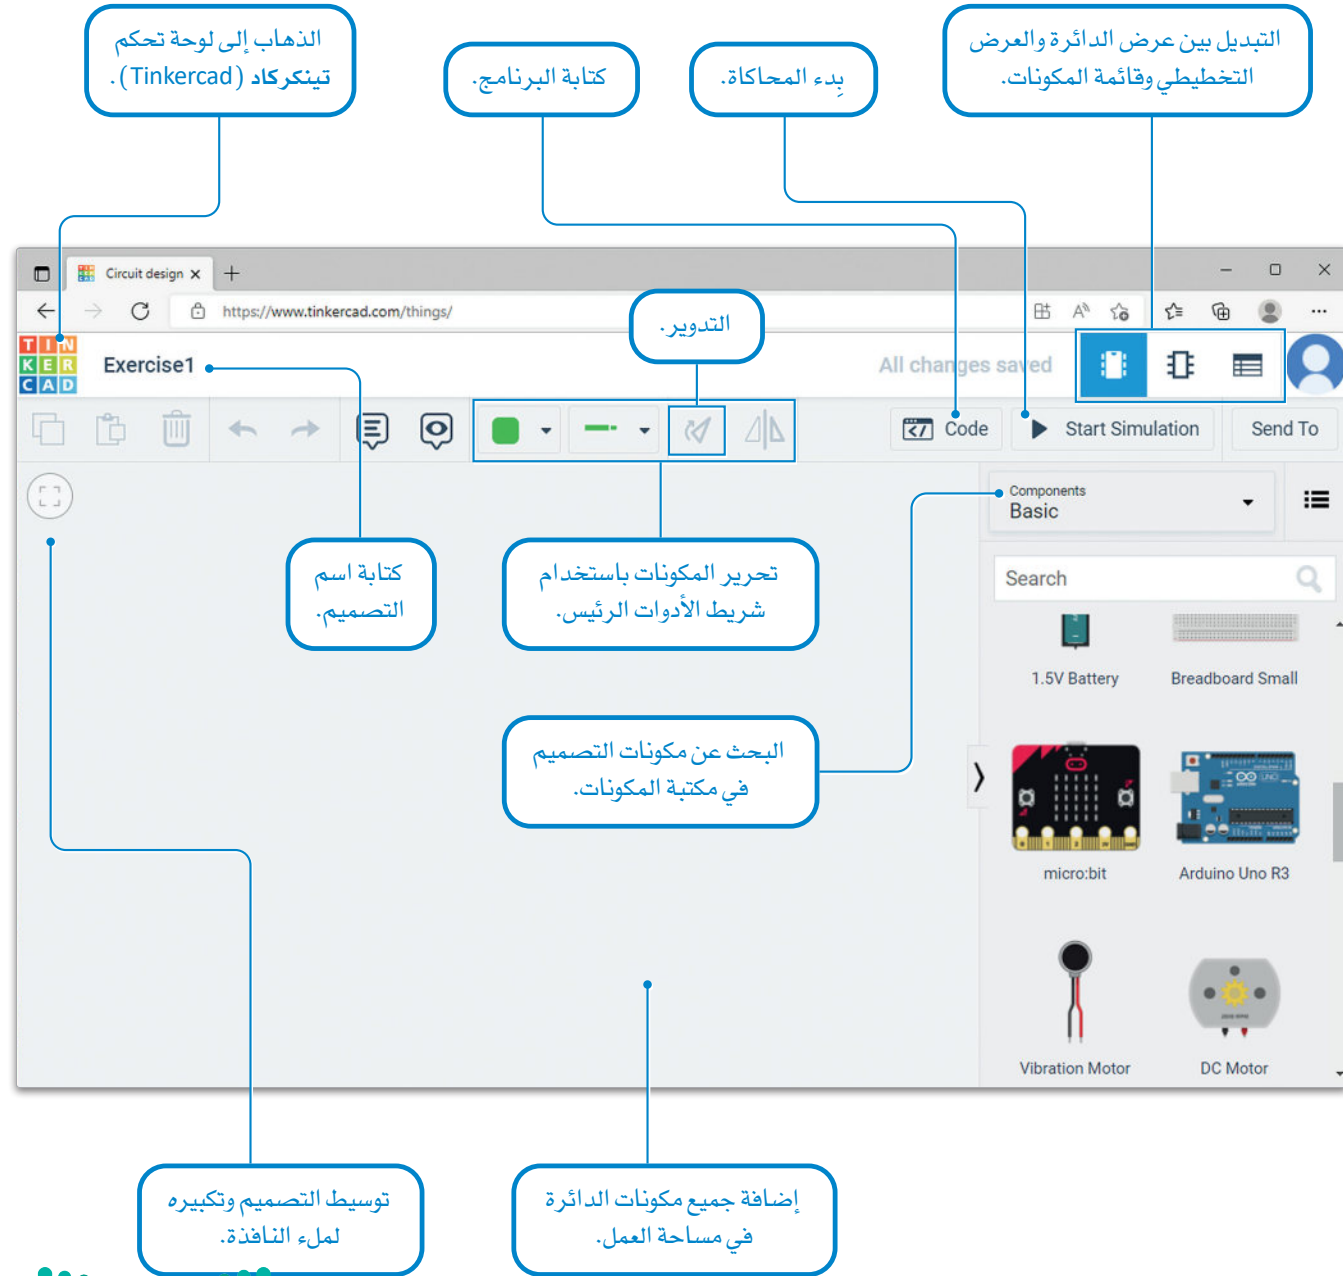 الذهاب إلى لوحة تحكم
تينكركاد (Tinkercad).
كتابة البرنامج.
بِدء المحاكاة.
التبديل بين عرض الدائرة والعرض
التخطيطي وقائمة المكونات.
Circuit design
https://www.tinkercad.com/things/
التدوير.
TIN
KER
CAD
Exercise1
All changes saved
Code
Start Simulation
Send To
Components
Basic
كتابة اسم
التصميم.
تحرير المكونات باستخدام
شريط الأدوات الرئيس.
Search
1.5V Battery
Breadboard Small
البحث عن مكونات التصميم
في مكتبة المكونات.
micro:bit
Arduino Uno R3
Vibration Motor
DC Motor
توسيط التصميم وتكبيره
لملء النافذة.
إضافة جميع مكونات الدائرة
في مساحة العمل.